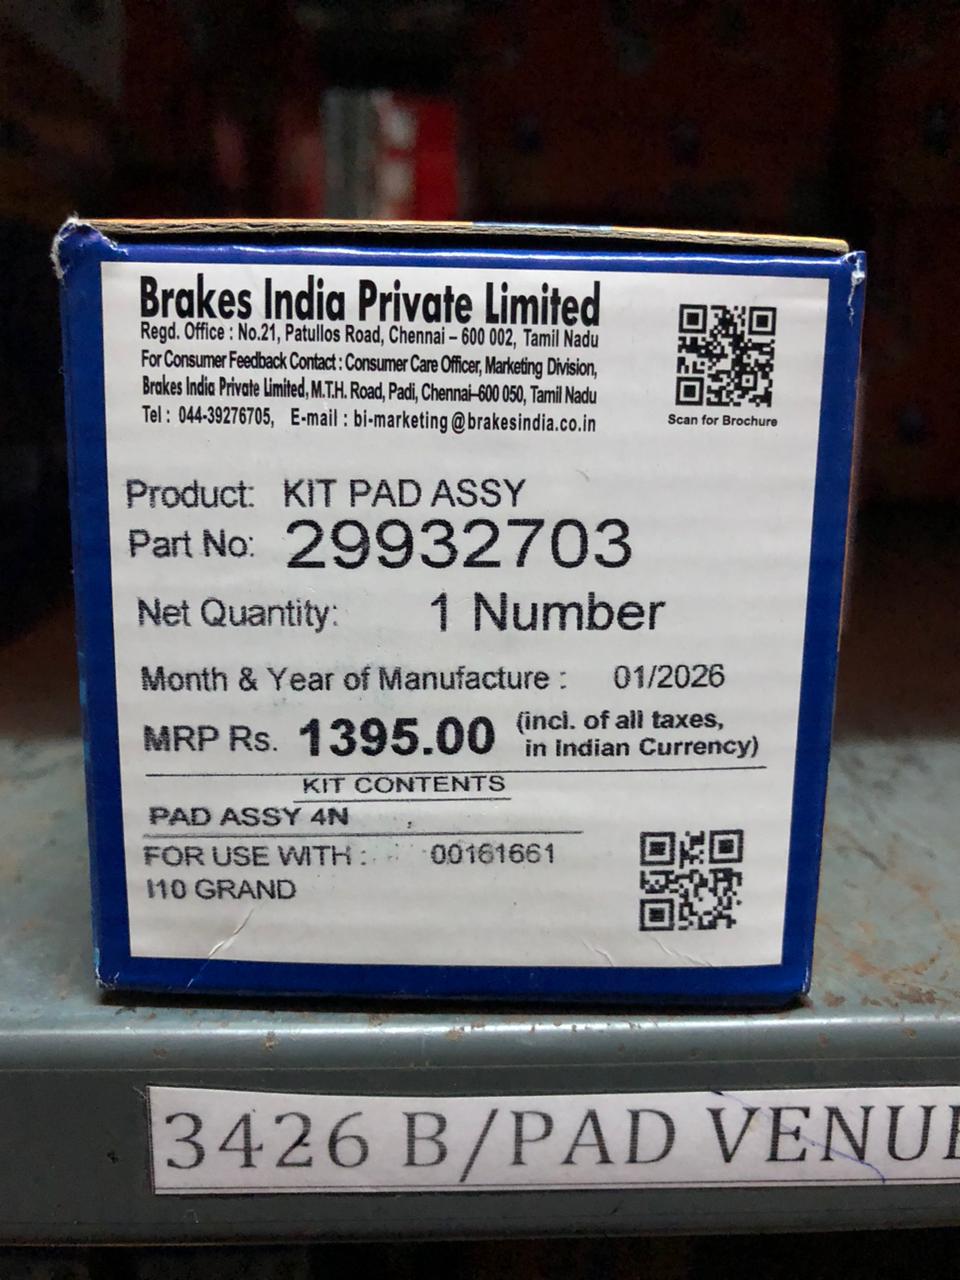 Brakes India Private Limited
Regd. Office : No.21, Patullos Road, Chennai – 600 002, Tamil Nadu
For Consumer Feedback Contact : Consumer Care Officer, Marketing Division,
Brakes India Private Limited, M.T.H. Road, Padi, Chennai–600 050, Tamil Nadu
Tel : 044-39276705, E-mail : bi-marketing@brakesindia.co.in
Scan for Brochure
Product: KIT PAD ASSY
Part No: 29932703
Net Quantity: 1 Number
Month & Year of Manufacture : 01/2026
MRP Rs. 1395.00 (incl. of all taxes,
in Indian Currency)
KIT CONTENTS
PAD ASSY 4N
FOR USE WITH : 00161661
I10 GRAND
3426 B/PAD VENUE